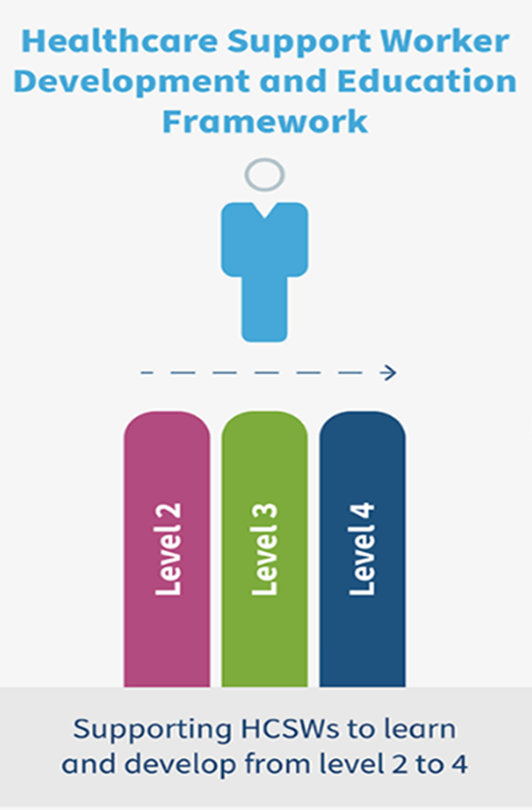 Healthcare Support Worker
Development and Education
Framework
Level 2
Level 3
Level 4
Supporting HCSWs to learn
and develop from level 2 to 4